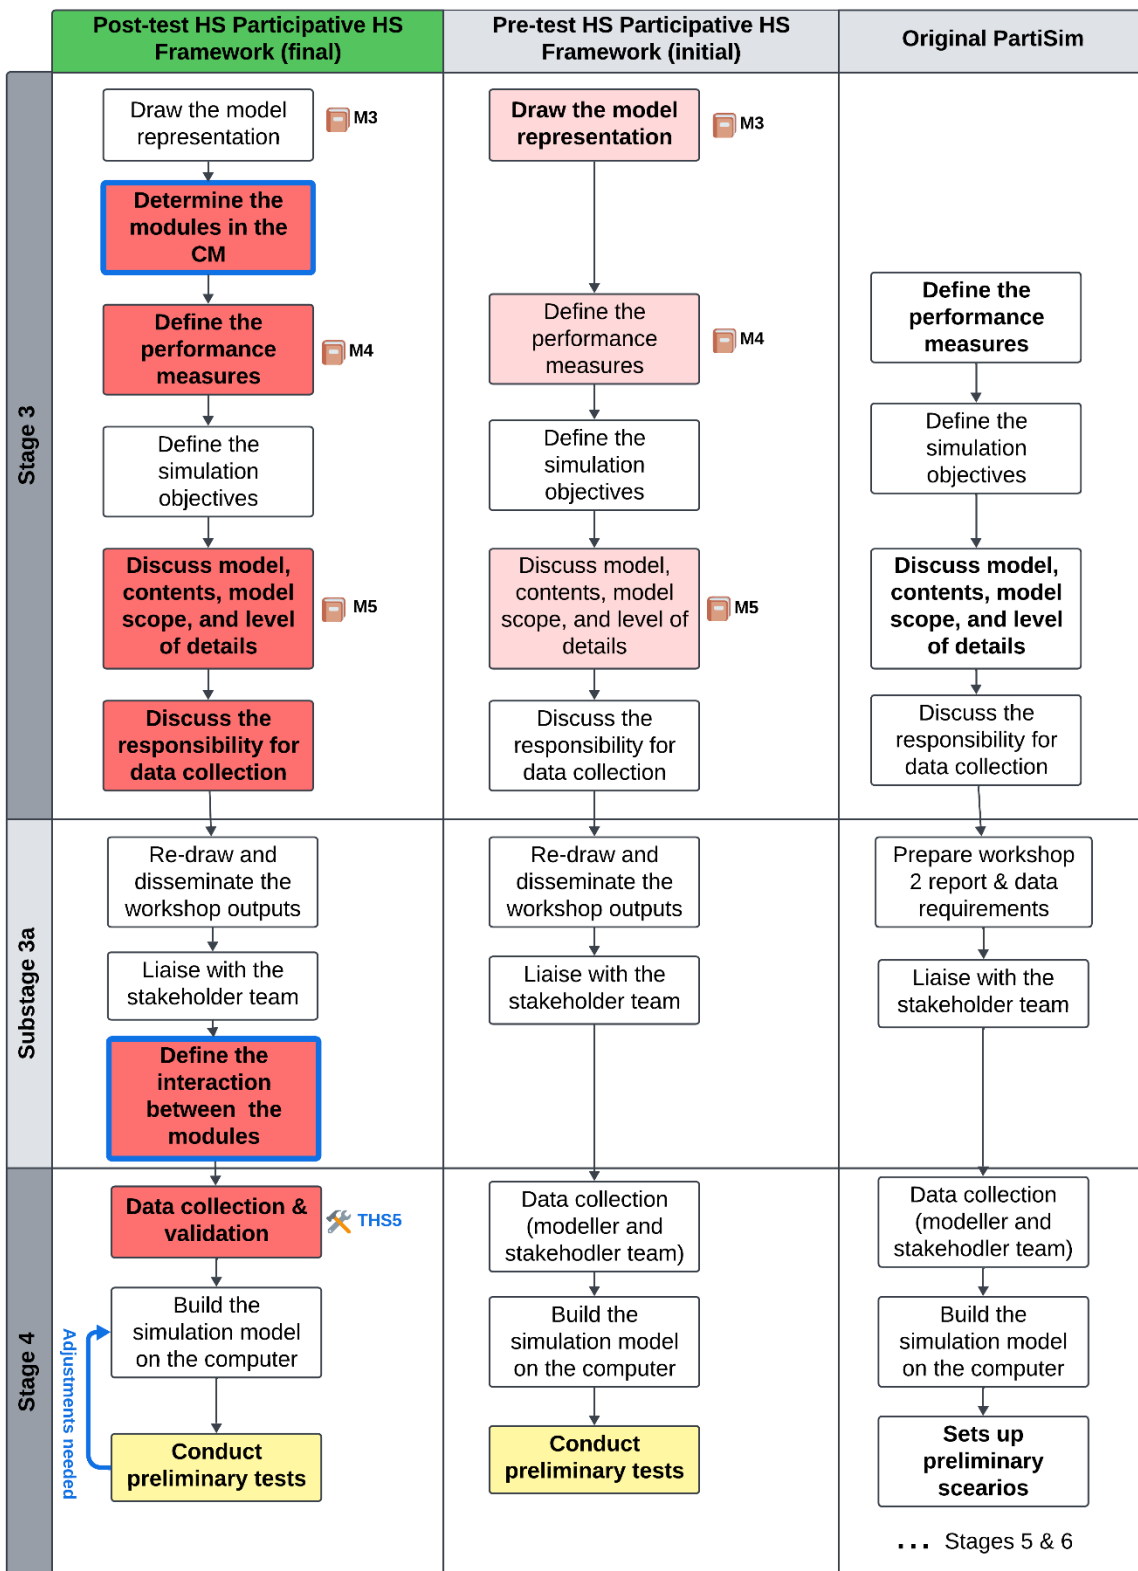 Post-test HS Participative HS
Framework (final)
Pre-test HS Participative HS
Framework (initial)
Original PartiSim
Stage 3
Draw the model
representation
M3
Determine the
modules in the
CM
Define the
performance
measures
M4
Define the
simulation
objectives
Discuss model,
contents, model
scope, and level
of details
M5
Discuss the
responsibility for
data collection
Draw the model
representation
M3
Define the
performance
measures
M4
Define the
simulation
objectives
Discuss model,
contents, model
scope, and level of
details
M5
Discuss the
responsibility for
data collection
Define the
performance
measures
Define the
simulation
objectives
Discuss model,
contents, model
scope, and level
of details
Discuss the
responsibility for
data collection
Substage 3a
Re-draw and
disseminate the
workshop outputs
Liaise with the
stakeholder team
Define the
interaction
between the
modules
Re-draw and
disseminate the
workshop outputs
Liaise with the
stakeholder team
Prepare workshop
2 report & data
requirements
Liaise with the
stakeholder team
Stage 4
Data collection &
validation
THS5
Build the
simulation model
on the computer
Adjustments needed
Conduct
preliminary tests
Data collection
(modeller and
stakehodler team)
Build the
simulation model
on the computer
Conduct
preliminary tests
Data collection
(modeller and
stakehodler team)
Build the
simulation model
on the computer
Sets up
preliminary
scearios
... Stages 5 & 6